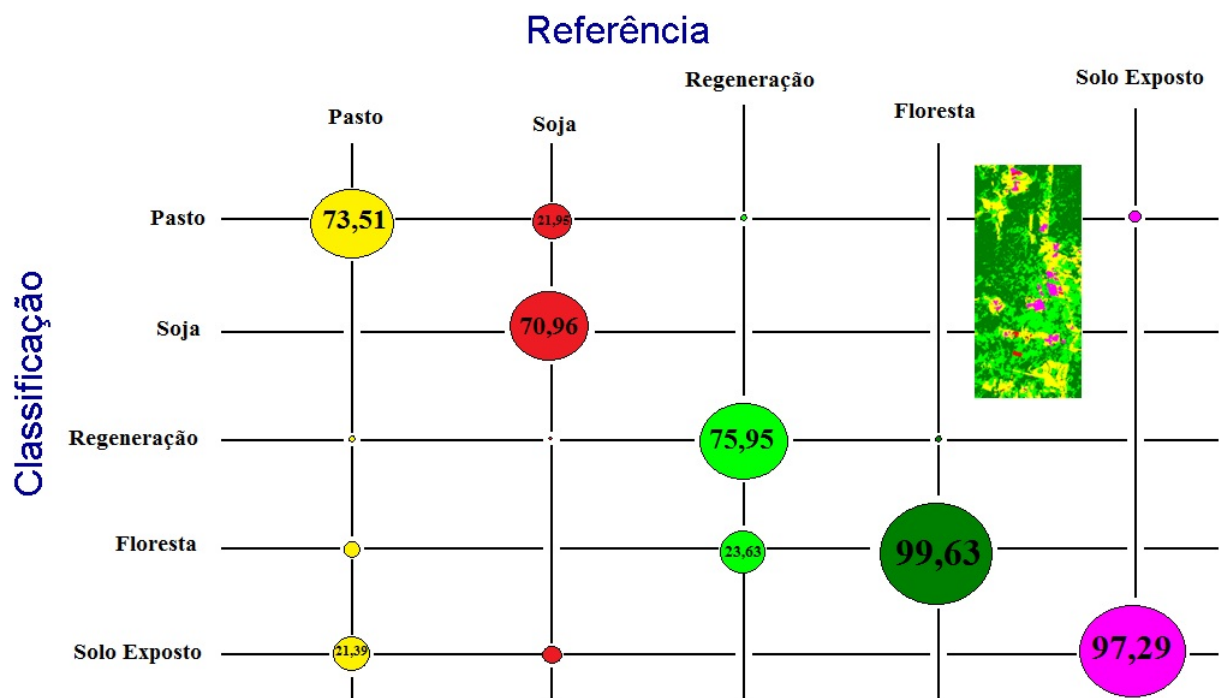 Referência
Solo Exposto
Regeneração
Floresta
Pasto
Soja
Classificação
Pasto
73,51
21,95
Soja
70,96
Regeneração
75,95
Floresta
23,63
99,63
Solo Exposto
21,39
97,29